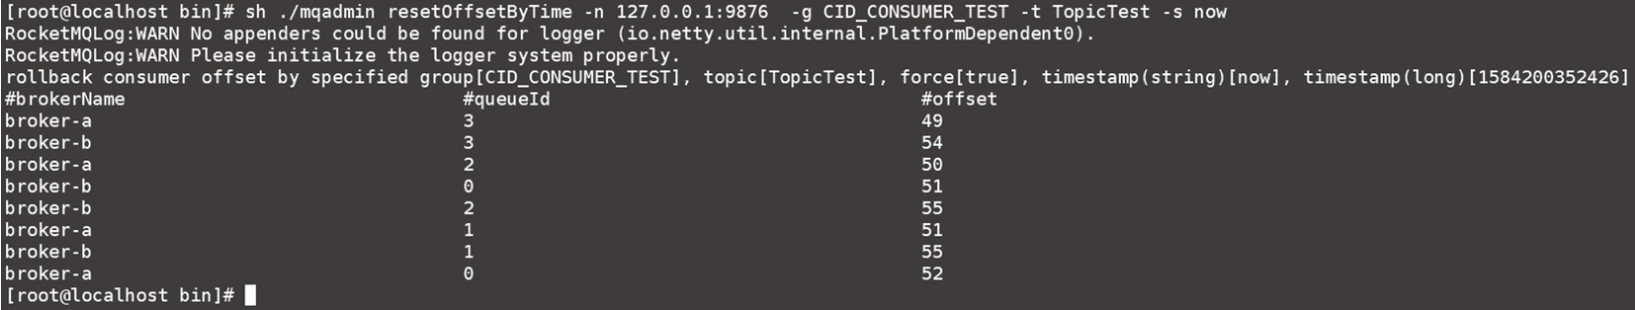 [root@localhost bin]# sh ./mqadmin resetOffsetByTime -n 127.0.0.1:9876  -g CID_CONSUMER_TEST -t TopicTest -s now
RocketMQLog:WARN No appenders could be found for logger (io.netty.util.internal.PlatformDependent0).
RocketMQLog:WARN Please initialize the logger system properly.
rollback consumer offset by specified group[CID_CONSUMER_TEST], topic[TopicTest], force[true], timestamp(string)[now], timestamp(long)[1584200352426]
#brokerName #queueId #offset
broker-a 3 49
broker-b 3 54
broker-a 2 50
broker-b 0 51
broker-b 2 55
broker-a 1 51
broker-b 1 55
broker-a 0 52
[root@localhost bin]#